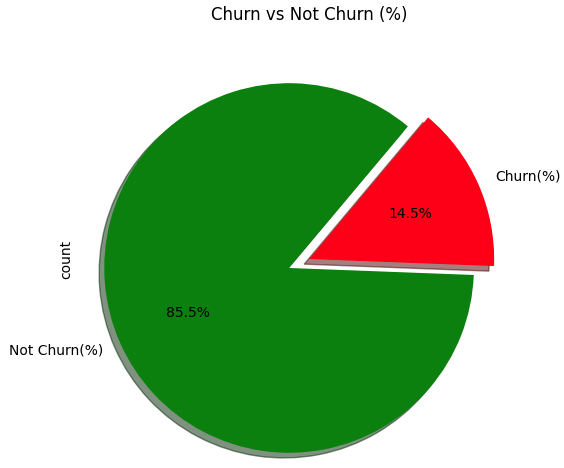 Churn vs Not Churn (%)
Churn(%)
14.5%
count
85.5%
Not Churn(%)